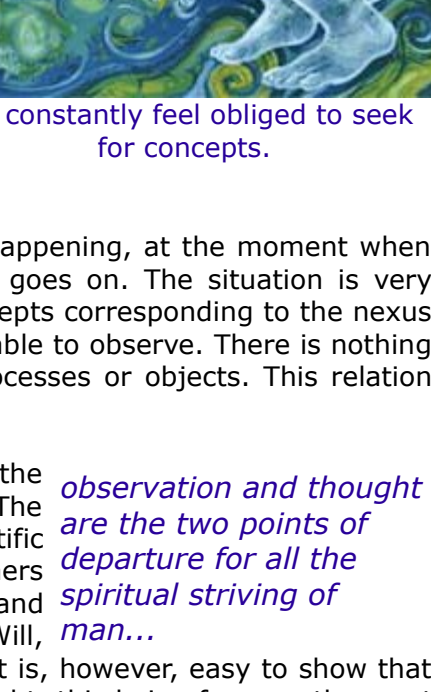 constantly feel obliged to seek
for concepts.
appening, at the moment when
goes on. The situation is very
epts corresponding to the nexus
able to observe. There is nothing
ocesses or objects. This relation
the
The
tific
ers
and
Will,
observation and thought
are the two points of
departure for all the
spiritual striving of
man...
t is, however, easy to show that